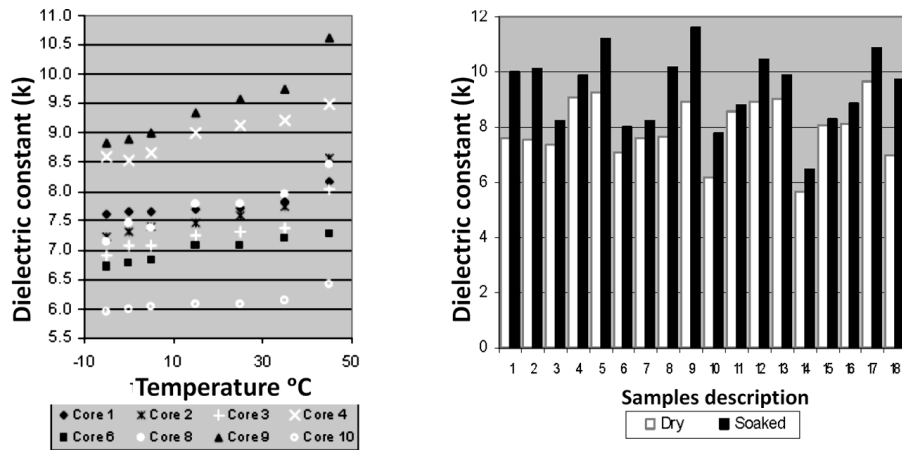 Dielectric constant (k)
11.0
10.5
10.0
9.5
9.0
8.5
8.0
7.5
7.0
6.5
6.0
5.5
-10 10 30 50
Temperature °C
Core 1 Core 2 Core 3 Core 4
Core 6 Core 8 Core 9 Core 10
Dielectric constant (k)
12
10
8
6
4
2
0
1 2 3 4 5 6 7 8 9 10 11 12 13 14 15 16 17 18
Samples description
Dry Soaked